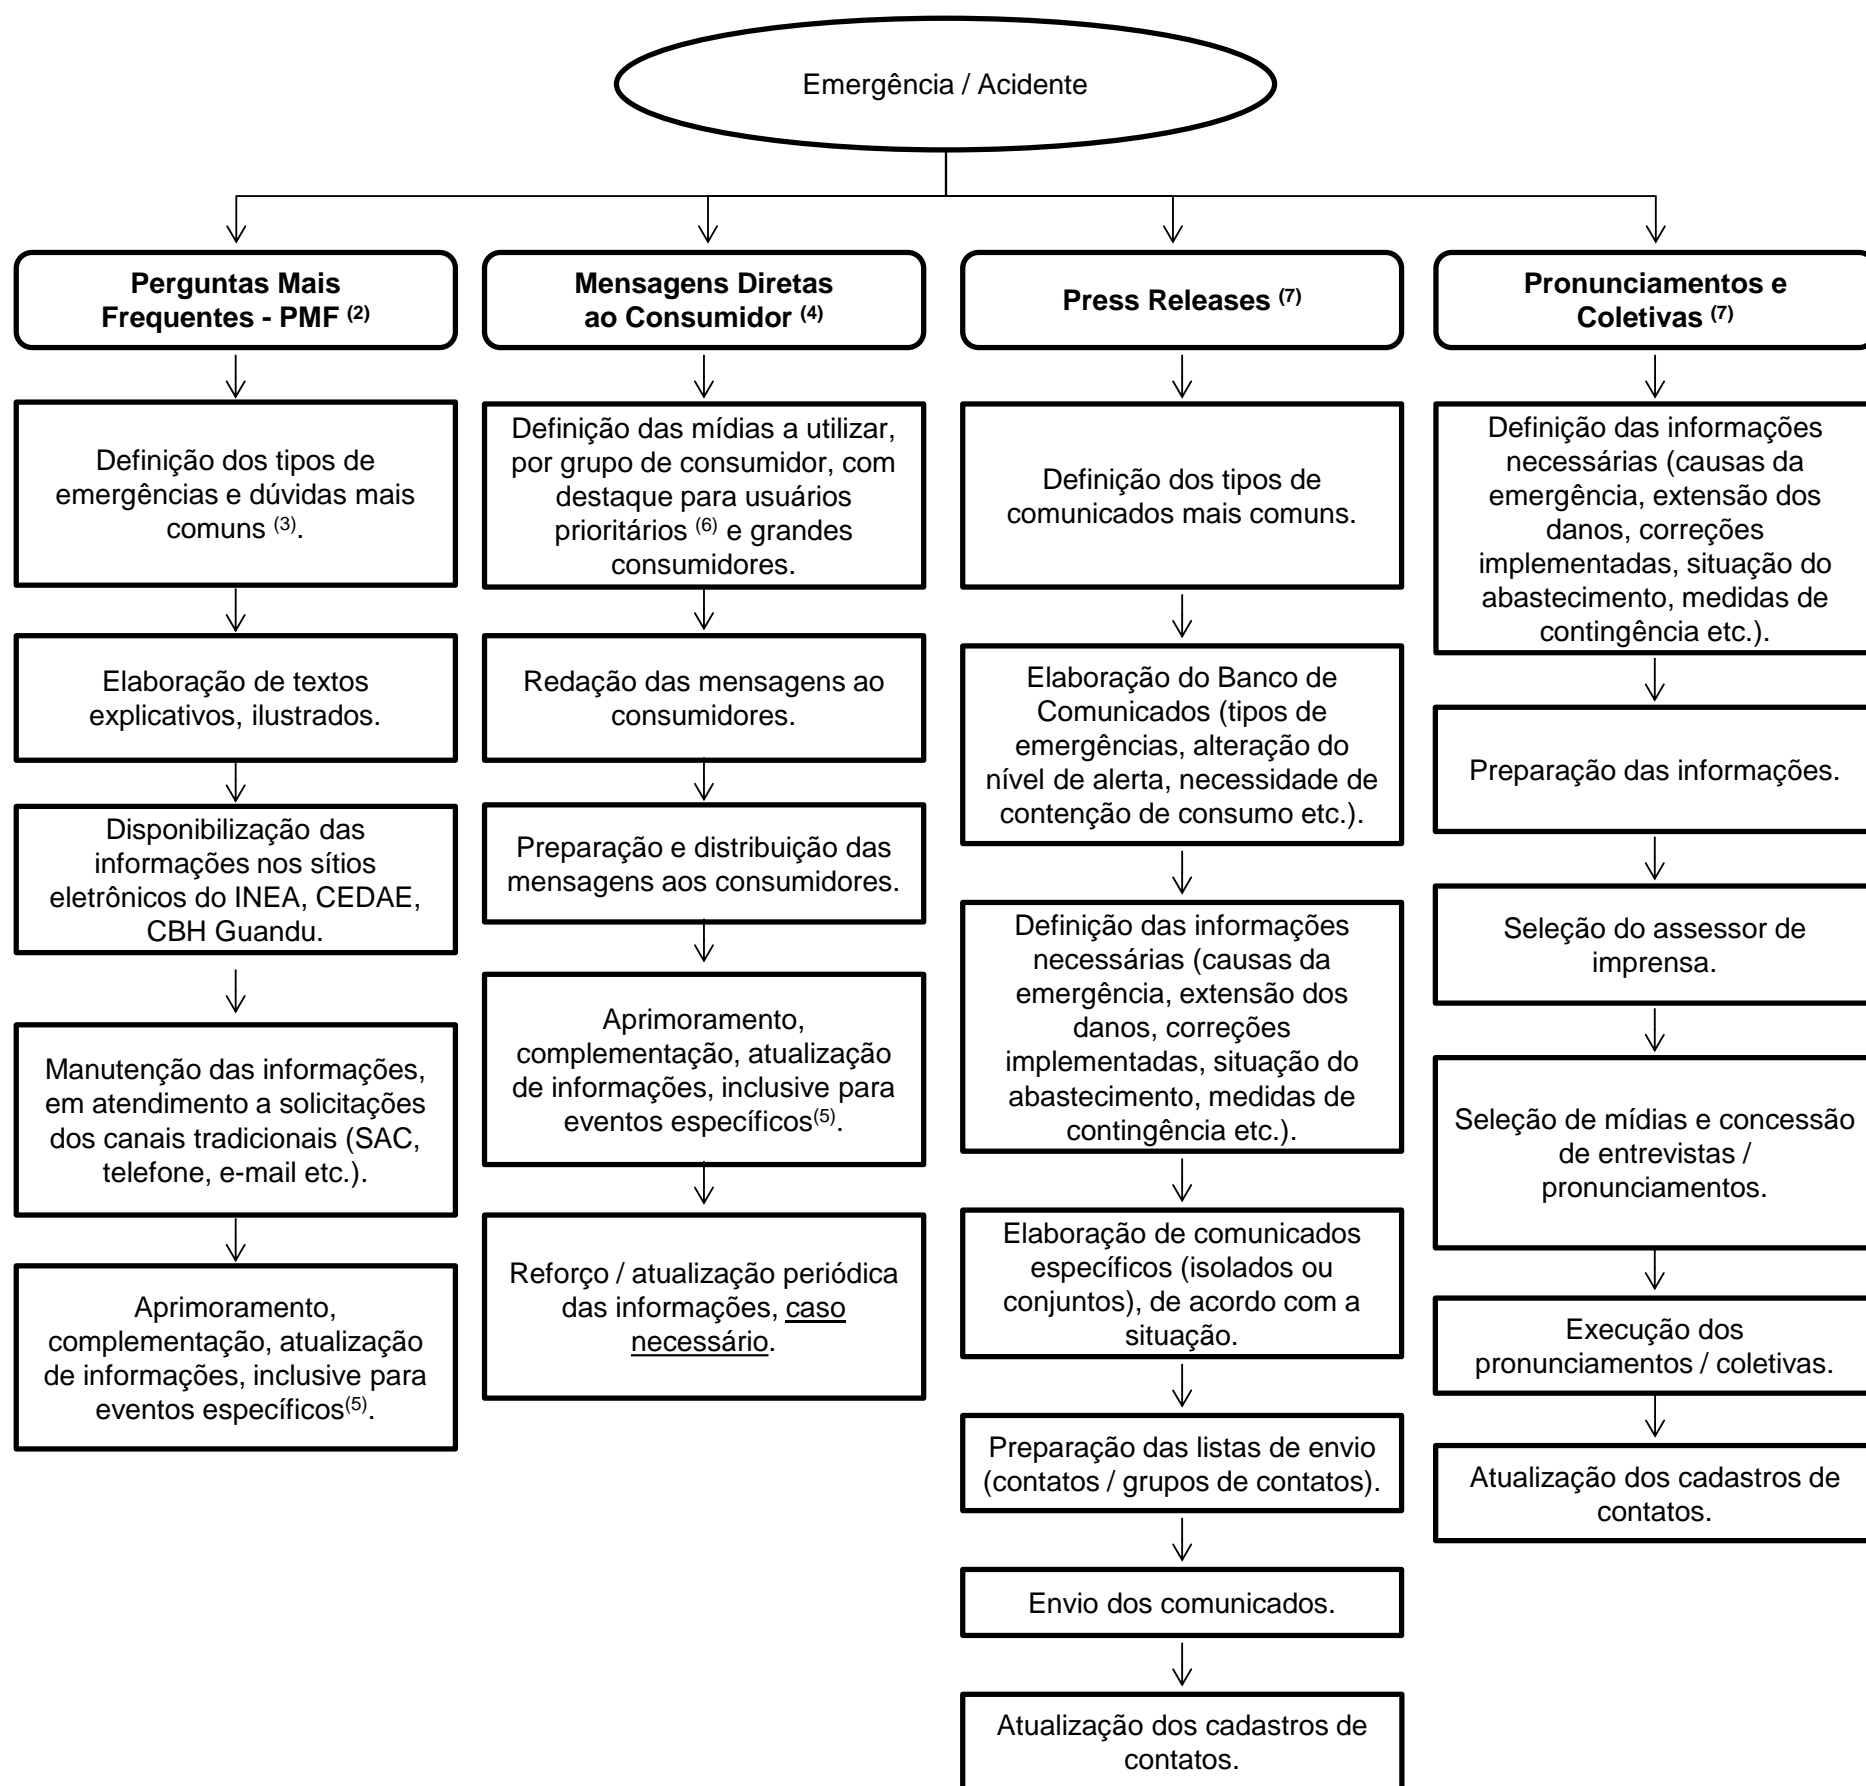 Emergência / Acidente
Perguntas Mais
Frequentes - PMF (2)
Definição dos tipos de
emergências e dúvidas mais
comuns (3).
Elaboração de textos
explicativos, ilustrados.
Disponibilização das
informações nos sítios
eletrônicos do INEA, CEDAE,
CBH Guandu.
Manutenção das informações,
em atendimento a solicitações
dos canais tradicionais (SAC,
telefone, e-mail etc.).
Aprimoramento,
complementação, atualização
de informações, inclusive para
eventos específicos(5).
Mensagens Diretas
ao Consumidor (4)
Definição das mídias a utilizar,
por grupo de consumidor, com
destaque para usuários
prioritários (6) e grandes
consumidores.
Redação das mensagens ao
consumidores.
Preparação e distribuição das
mensagens aos consumidores.
Aprimoramento,
complementação, atualização
de informações, inclusive para
eventos específicos(5).
Reforço / atualização periódica
das informações, caso
necessário.
Press Releases (7)
Definição dos tipos de
comunicados mais comuns.
Elaboração do Banco de
Comunicados (tipos de
emergências, alteração do
nível de alerta, necessidade de
contenção de consumo etc.).
Definição das informações
necessárias (causas da
emergência, extensão dos
danos, correções
implementadas, situação do
abastecimento, medidas de
contingência etc.).
Elaboração de comunicados
específicos (isolados ou
conjuntos), de acordo com a
situação.
Preparação das listas de envio
(contatos / grupos de contatos).
Envio dos comunicados.
Atualização dos cadastros de
contatos.
Pronunciamentos e
Coletivas (7)
Definição das informações
necessárias (causas da
emergência, extensão dos
danos, correções
implementadas, situação do
abastecimento, medidas de
contingência etc.).
Preparação das informações.
Seleção do assessor de
imprensa.
Seleção de mídias e concessão
de entrevistas /
pronunciamentos.
Execução dos
pronunciamentos / coletivas.
Atualização dos cadastros de
contatos.